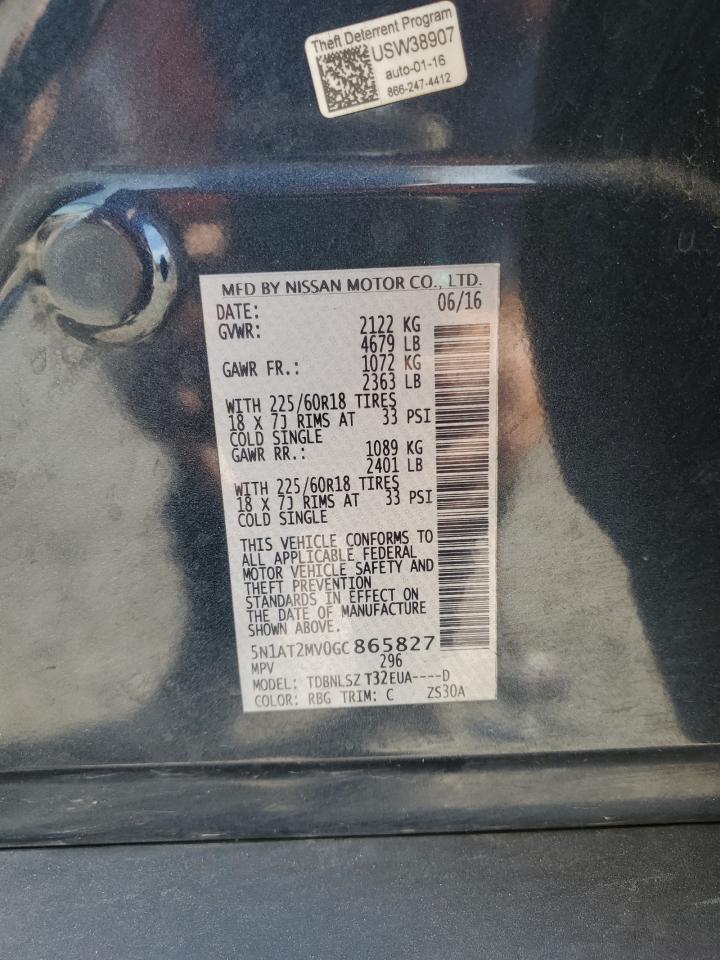 Theft Deterrent Program
USW38907
auto-01-16
866-247-4412
MFD BY NISSAN MOTOR CO., LTD.
DATE: 06/16
GVWR: 2122 KG
4679 LB
GAWR FR.: 1072 KG
2363 LB
WITH 225/60R18 TIRES
18 X 7J RIMS AT 33 PSI
COLD SINGLE
GAWR RR.: 1089 KG
2401 LB
WITH 225/60R18 TIRES
18 X 7J RIMS AT 33 PSI
COLD SINGLE
THIS VEHICLE CONFORMS TO
ALL APPLICABLE FEDERAL
MOTOR VEHICLE SAFETY AND
THEFT PREVENTION
STANDARDS IN EFFECT ON
THE DATE OF MANUFACTURE
SHOWN ABOVE.
5N1AT2MV0GC865827
MPV 296
MODEL: TDBNLSZ T32EUA----D
COLOR: RBG TRIM: C ZS30A